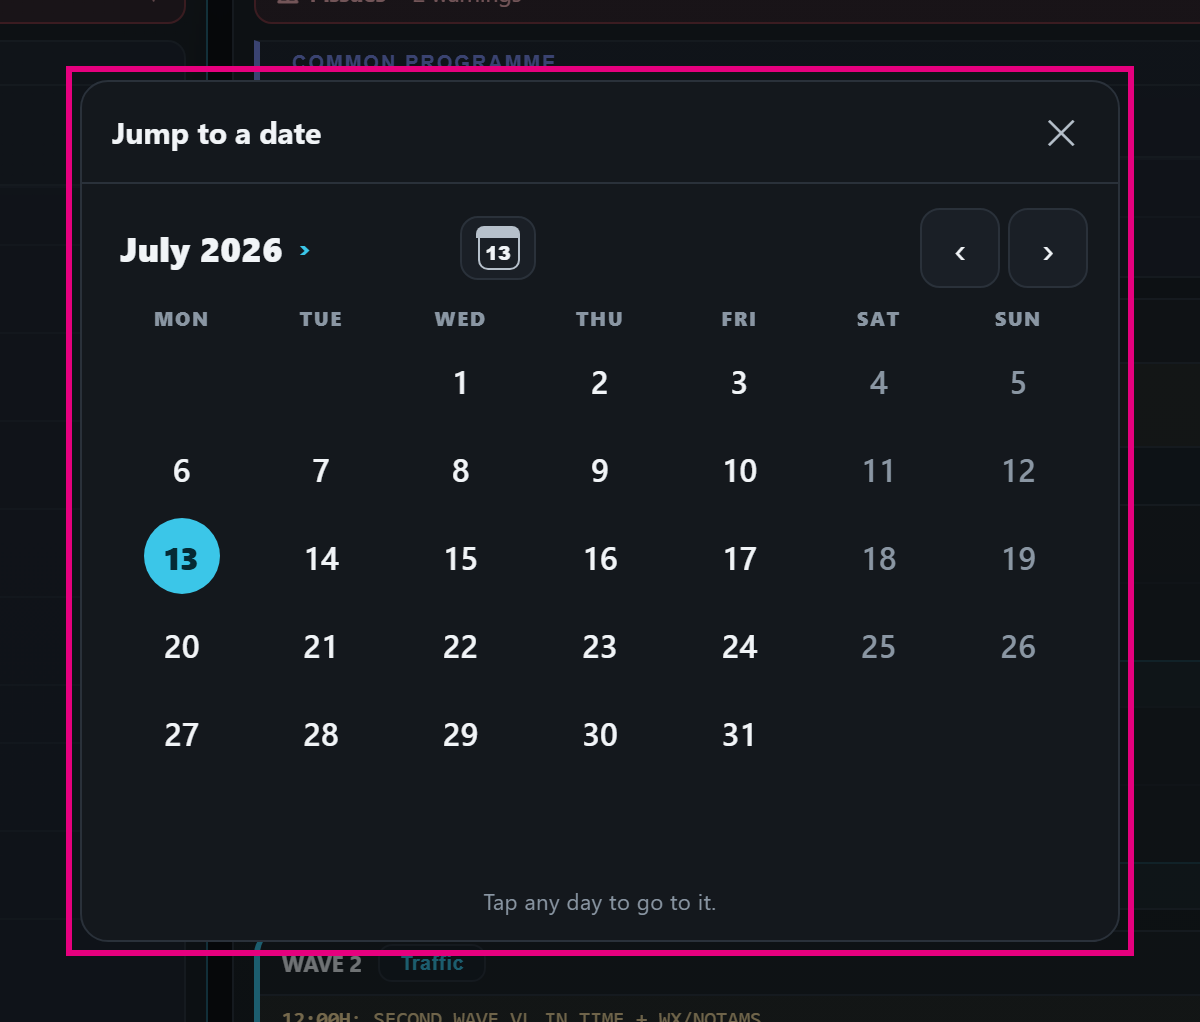 2 warnings
COMMON PROGRAMME
Jump to a date
July 2026 ›
13
‹ ›
MON TUE WED THU FRI SAT SUN
1 2 3 4 5
6 7 8 9 10 11 12
13 14 15 16 17 18 19
20 21 22 23 24 25 26
27 28 29 30 31
Tap any day to go to it.
WAVE 2 Traffic
12:00H: SECOND WAVE VL IN TIME + WX/NOTAMS